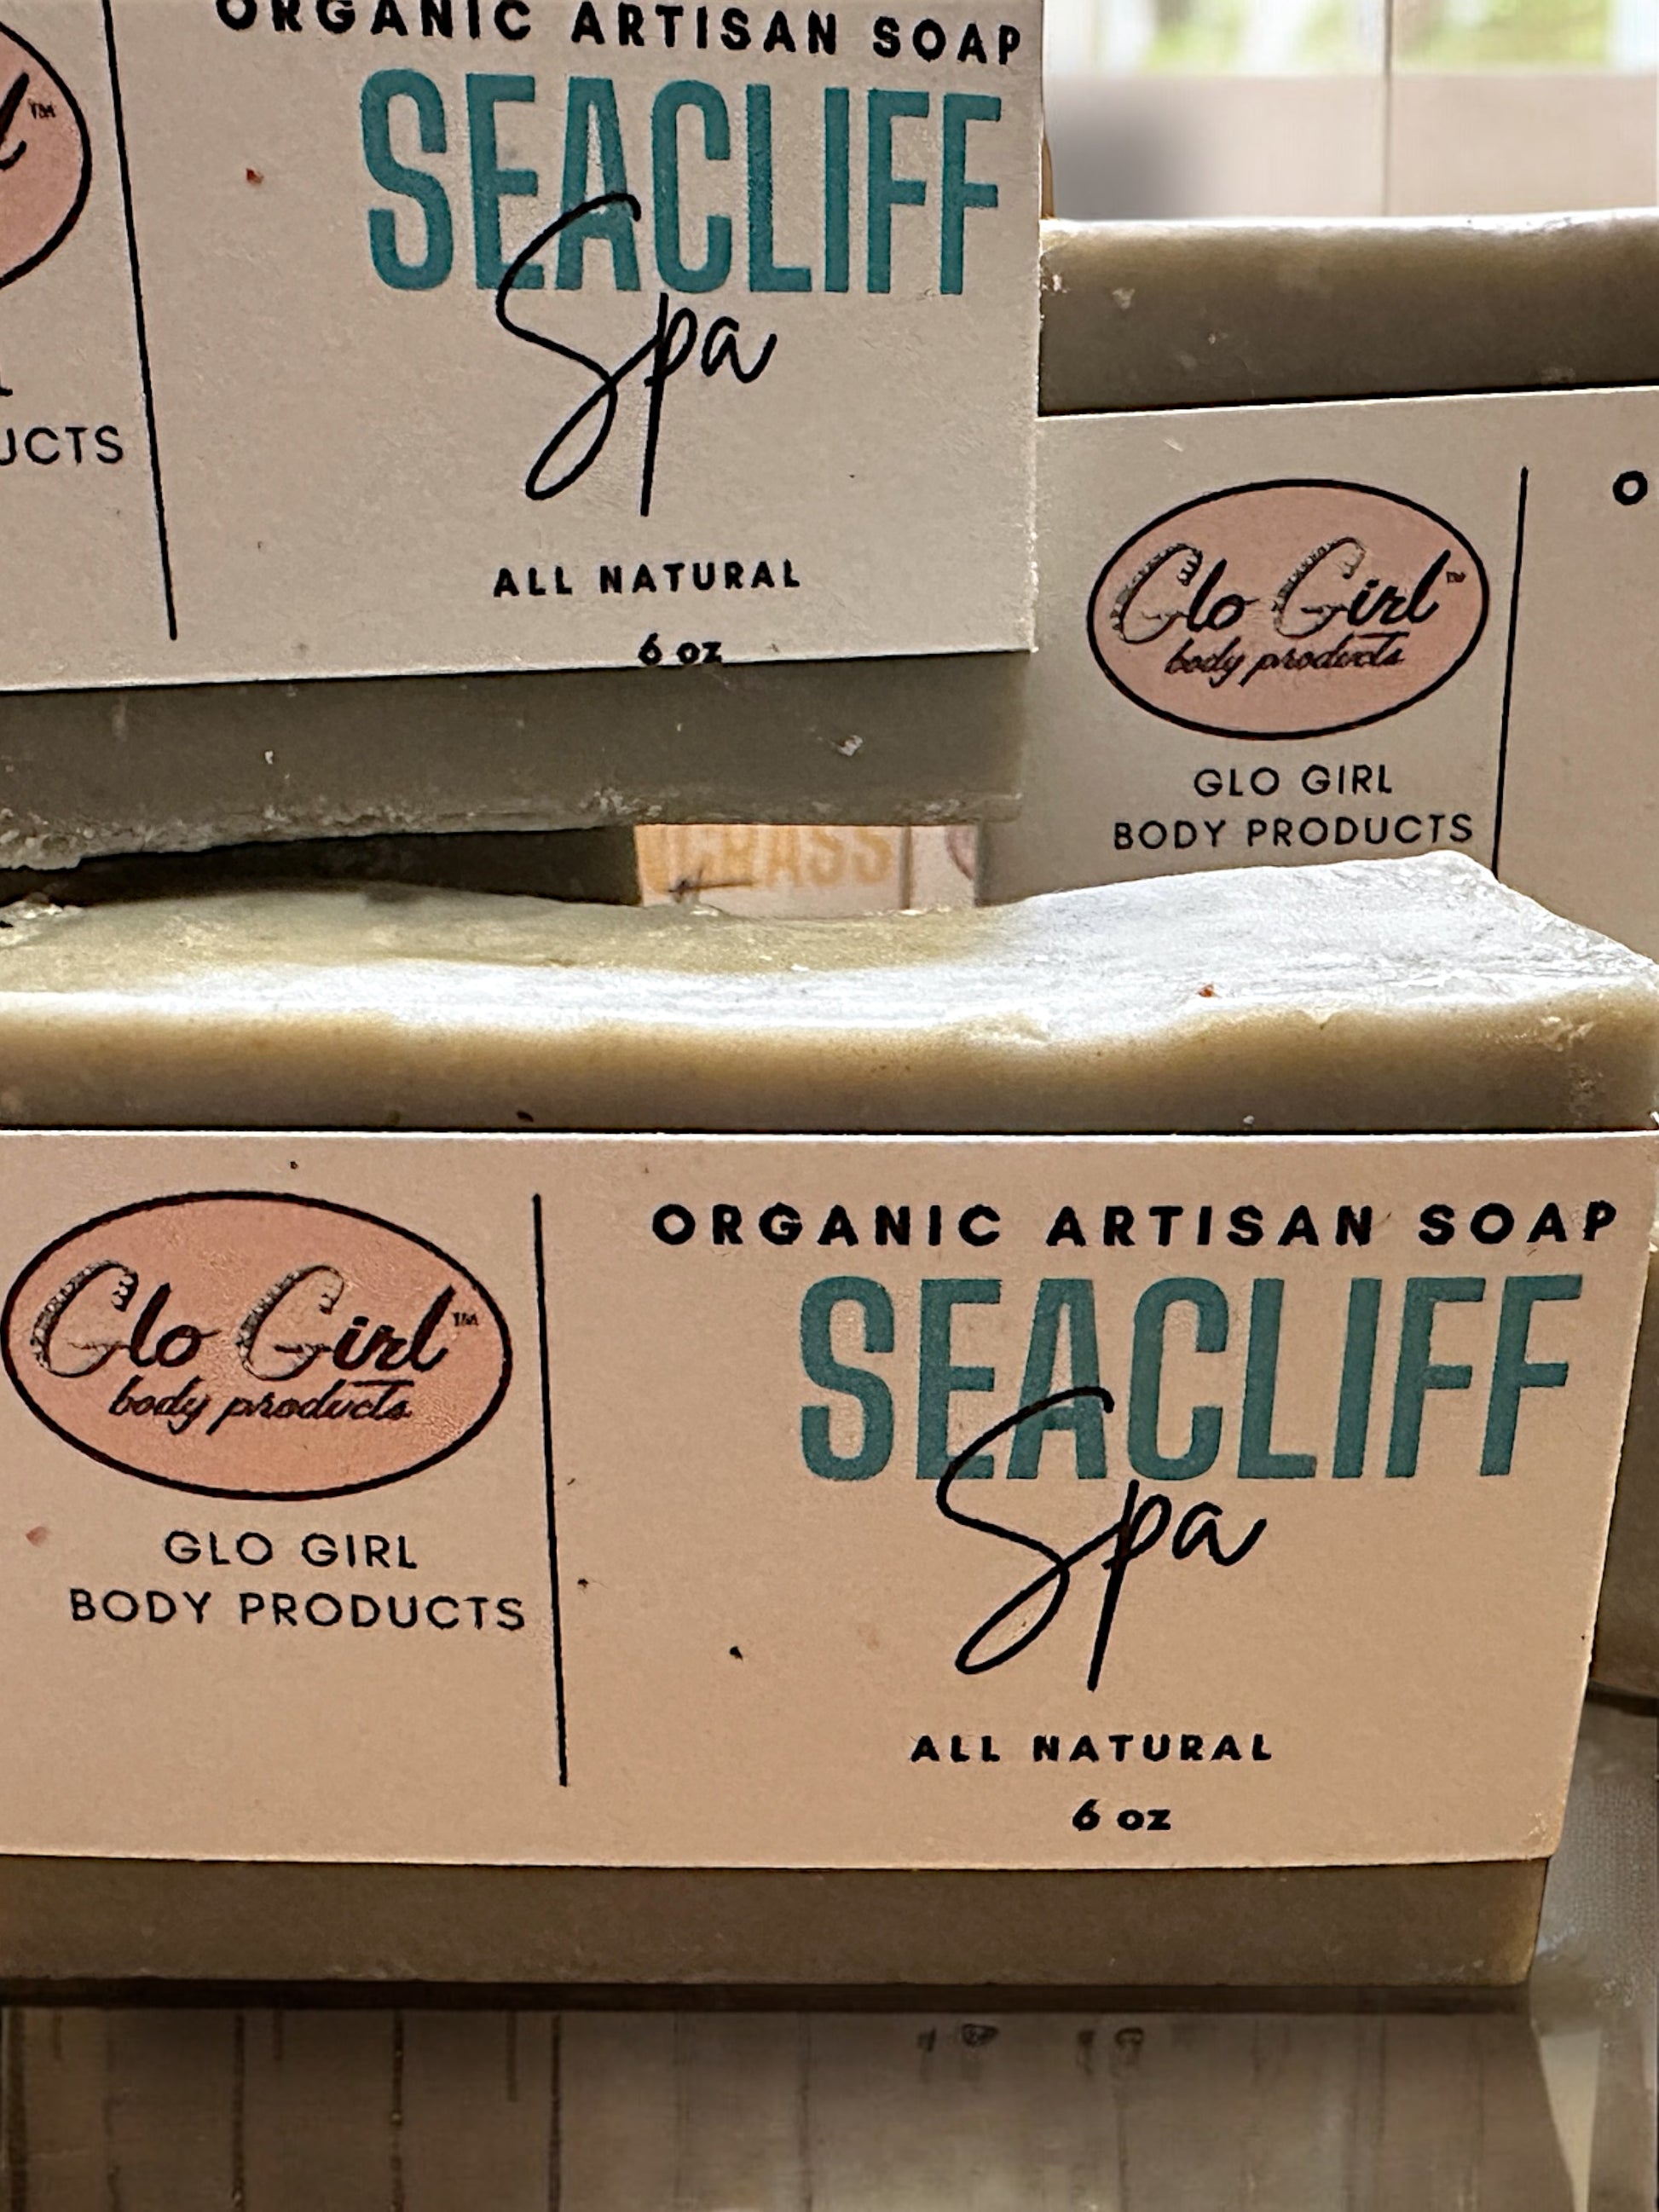 ORGANIC ARTISAN SOAP
SEACLIFF
Spa
ALL NATURAL
6 oz
UCTS
Glo Girl™
body products
GLO GIRL
BODY PRODUCTS
O
Glo Girl™
body products
GLO GIRL
BODY PRODUCTS
ORGANIC ARTISAN SOAP
SEACLIFF
Spa
ALL NATURAL
6 oz